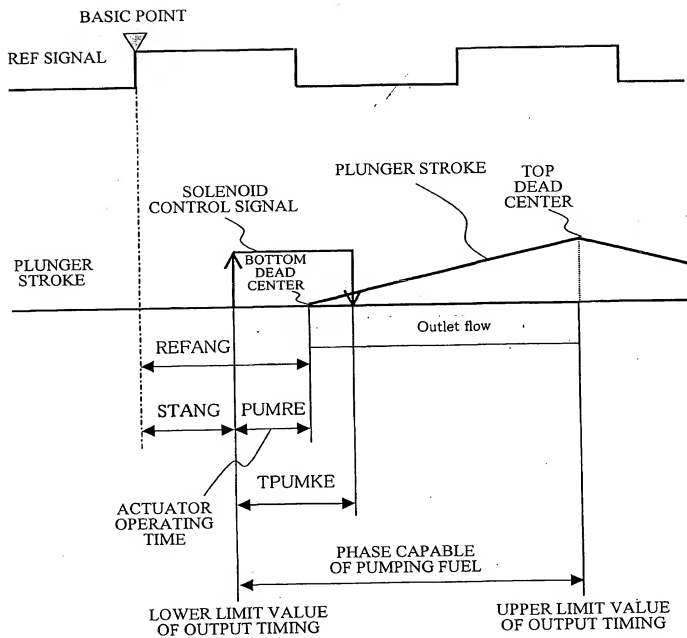 BASIC POINT
REF SIGNAL
PLUNGER STROKE
TOP
DEAD
CENTER
SOLENOID
CONTROL SIGNAL
PLUNGER
STROKE
BOTTOM
DEAD
CENTER
Outlet flow
REFANG
STANG
PUMRE
TPUMKE
ACTUATOR
OPERATING
TIME
PHASE CAPABLE
OF PUMPING FUEL
LOWER LIMIT VALUE
OF OUTPUT TIMING
UPPER LIMIT VALUE
OF OUTPUT TIMING